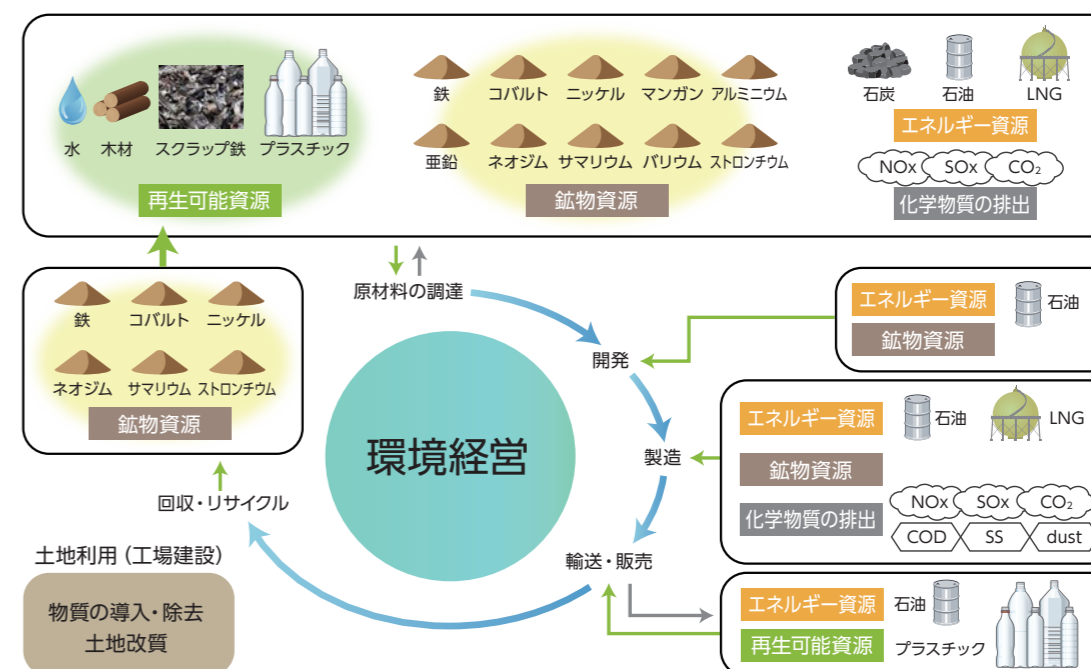 水 木材 スクラップ鉄 プラスチック
再生可能資源
鉄 コバルト ニッケル マンガン アルミニウム
亜鉛 ネオジム サマリウム バリウム ストロンチウム
鉱物資源
石炭 石油 LNG
エネルギー資源
NOx SOx CO₂
化学物質の排出
原材料の調達
鉄 コバルト ニッケル
ネオジム サマリウム ストロンチウム
鉱物資源
エネルギー資源 石油
鉱物資源
開発
環境経営
製造
エネルギー資源 石油 LNG
鉱物資源
化学物質の排出
NOx SOx CO₂
COD SS dust
回収・リサイクル
輸送・販売
エネルギー資源 石油
再生可能資源 プラスチック
土地利用（工場建設）
物質の導入・除去
土地改質